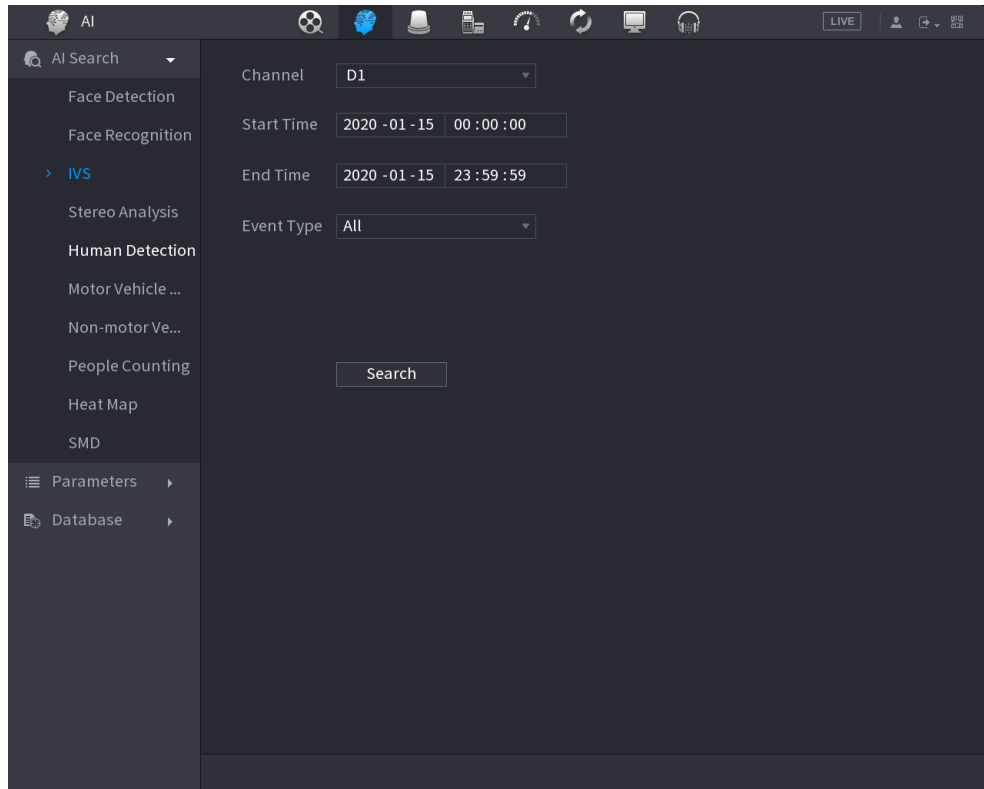 AI
LIVE
AI Search
Face Detection
Face Recognition
IVS
Stereo Analysis
Human Detection
Motor Vehicle ...
Non-motor Ve...
People Counting
Heat Map
SMD
Parameters
Database
Channel D1
Start Time 2020 -01 -15 00 :00 :00
End Time 2020 -01 -15 23 :59 :59
Event Type All
Search